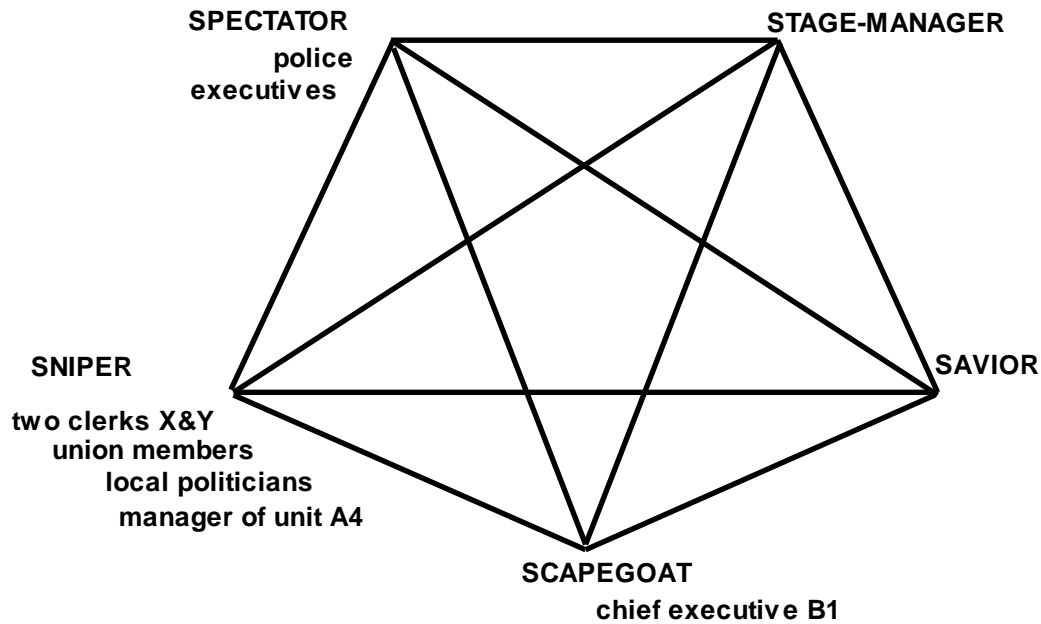 SPECTATOR
police
executives
STAGE-MANAGER
SNIPER
two clerks X&Y
union members
local politicians
manager of unit A4
SAVIOR
SCAPEGOAT
chief executive B1